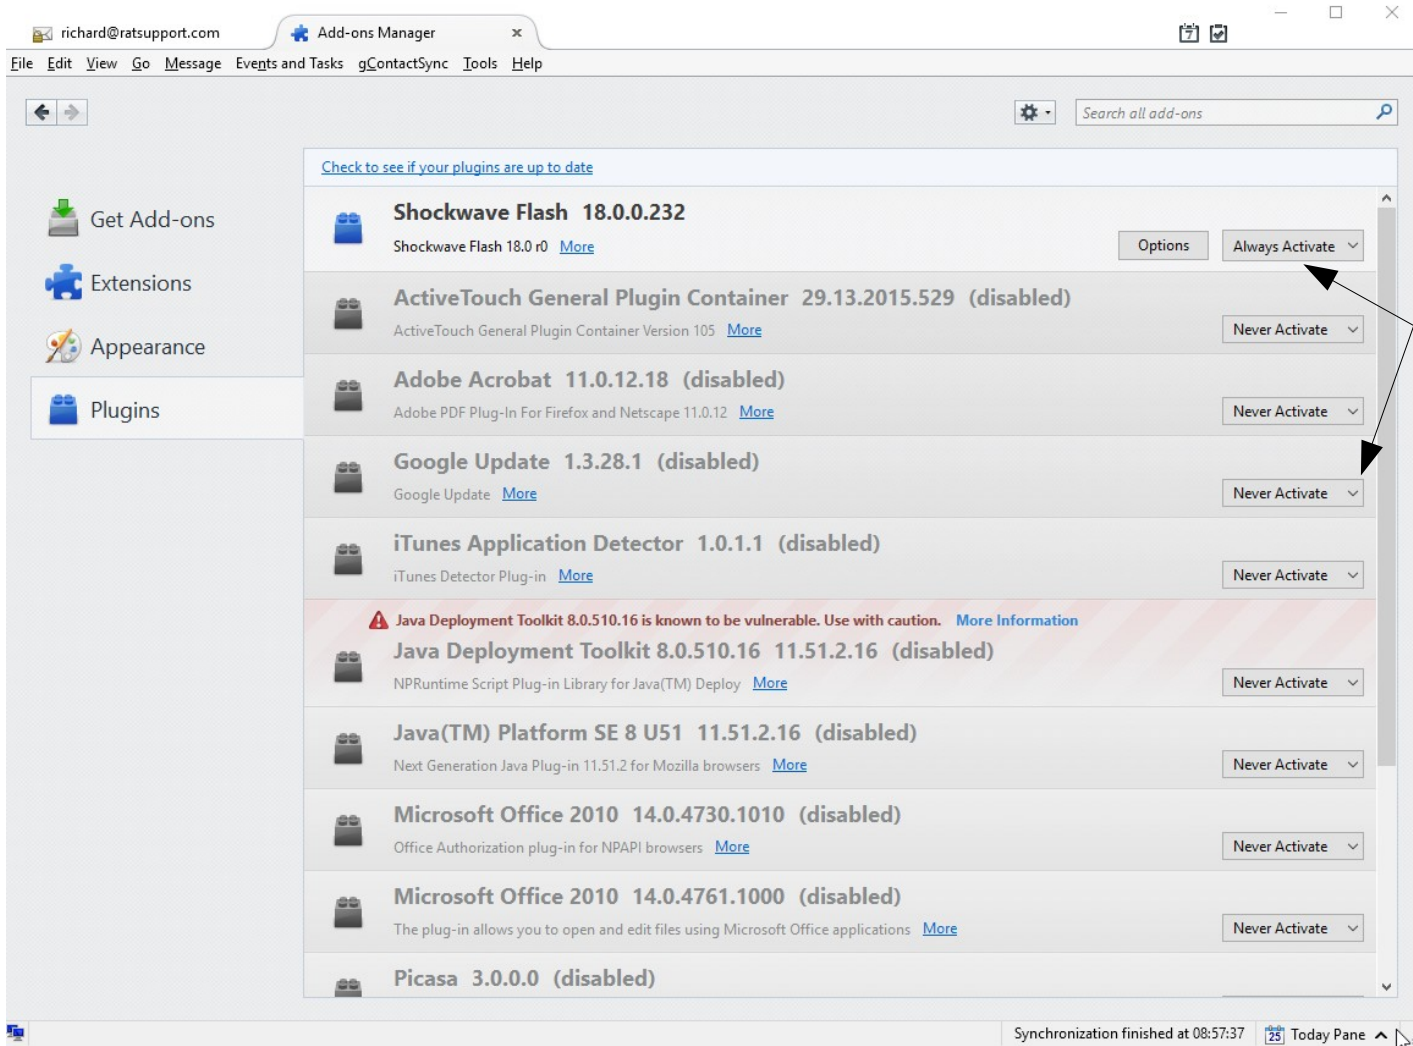 richard@ratsupport.com
Add-ons Manager
7
File Edit View Go Message Events and Tasks gContactSync Tools Help
Search all add-ons
Check to see if your plugins are up to date
Get Add-ons
Extensions
Appearance
Plugins
Shockwave Flash 18.0.0.232
Shockwave Flash 18.0 r0 More
Options
Always Activate
ActiveTouch General Plugin Container 29.13.2015.529 (disabled)
ActiveTouch General Plugin Container Version 105 More
Never Activate
Adobe Acrobat 11.0.12.18 (disabled)
Adobe PDF Plug-In For Firefox and Netscape 11.0.12 More
Never Activate
Google Update 1.3.28.1 (disabled)
Google Update More
Never Activate
iTunes Application Detector 1.0.1.1 (disabled)
iTunes Detector Plug-in More
Never Activate
Java Deployment Toolkit 8.0.510.16 is known to be vulnerable. Use with caution. More Information
Java Deployment Toolkit 8.0.510.16 11.51.2.16 (disabled)
NPRuntime Script Plug-in Library for Java(TM) Deploy More
Never Activate
Java(TM) Platform SE 8 U51 11.51.2.16 (disabled)
Next Generation Java Plug-in 11.51.2 for Mozilla browsers More
Never Activate
Microsoft Office 2010 14.0.4730.1010 (disabled)
Office Authorization plug-in for NPAPI browsers More
Never Activate
Microsoft Office 2010 14.0.4761.1000 (disabled)
The plug-in allows you to open and edit files using Microsoft Office applications More
Never Activate
Picasa 3.0.0.0 (disabled)
Synchronization finished at 08:57:37
25 Today Pane